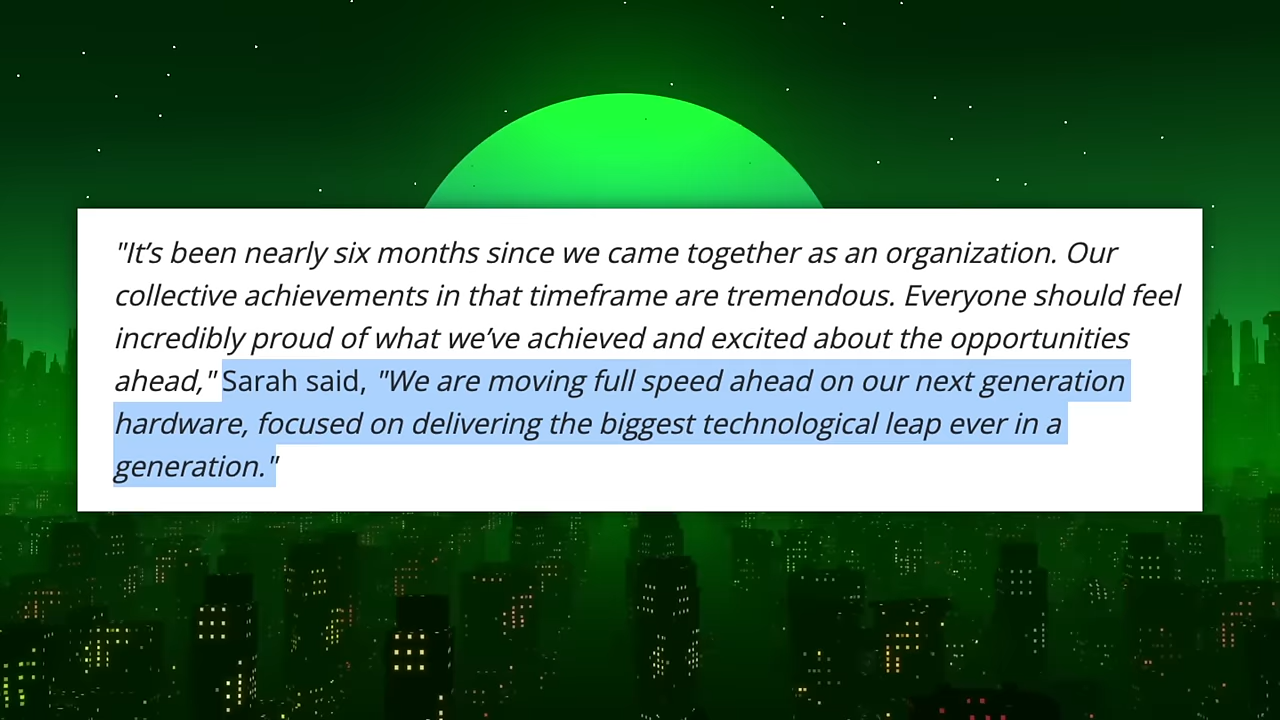 "It’s been nearly six months since we came together as an organization. Our
collective achievements in that timeframe are tremendous. Everyone should feel
incredibly proud of what we’ve achieved and excited about the opportunities
ahead," Sarah said, "We are moving full speed ahead on our next generation
hardware, focused on delivering the biggest technological leap ever in a
generation."